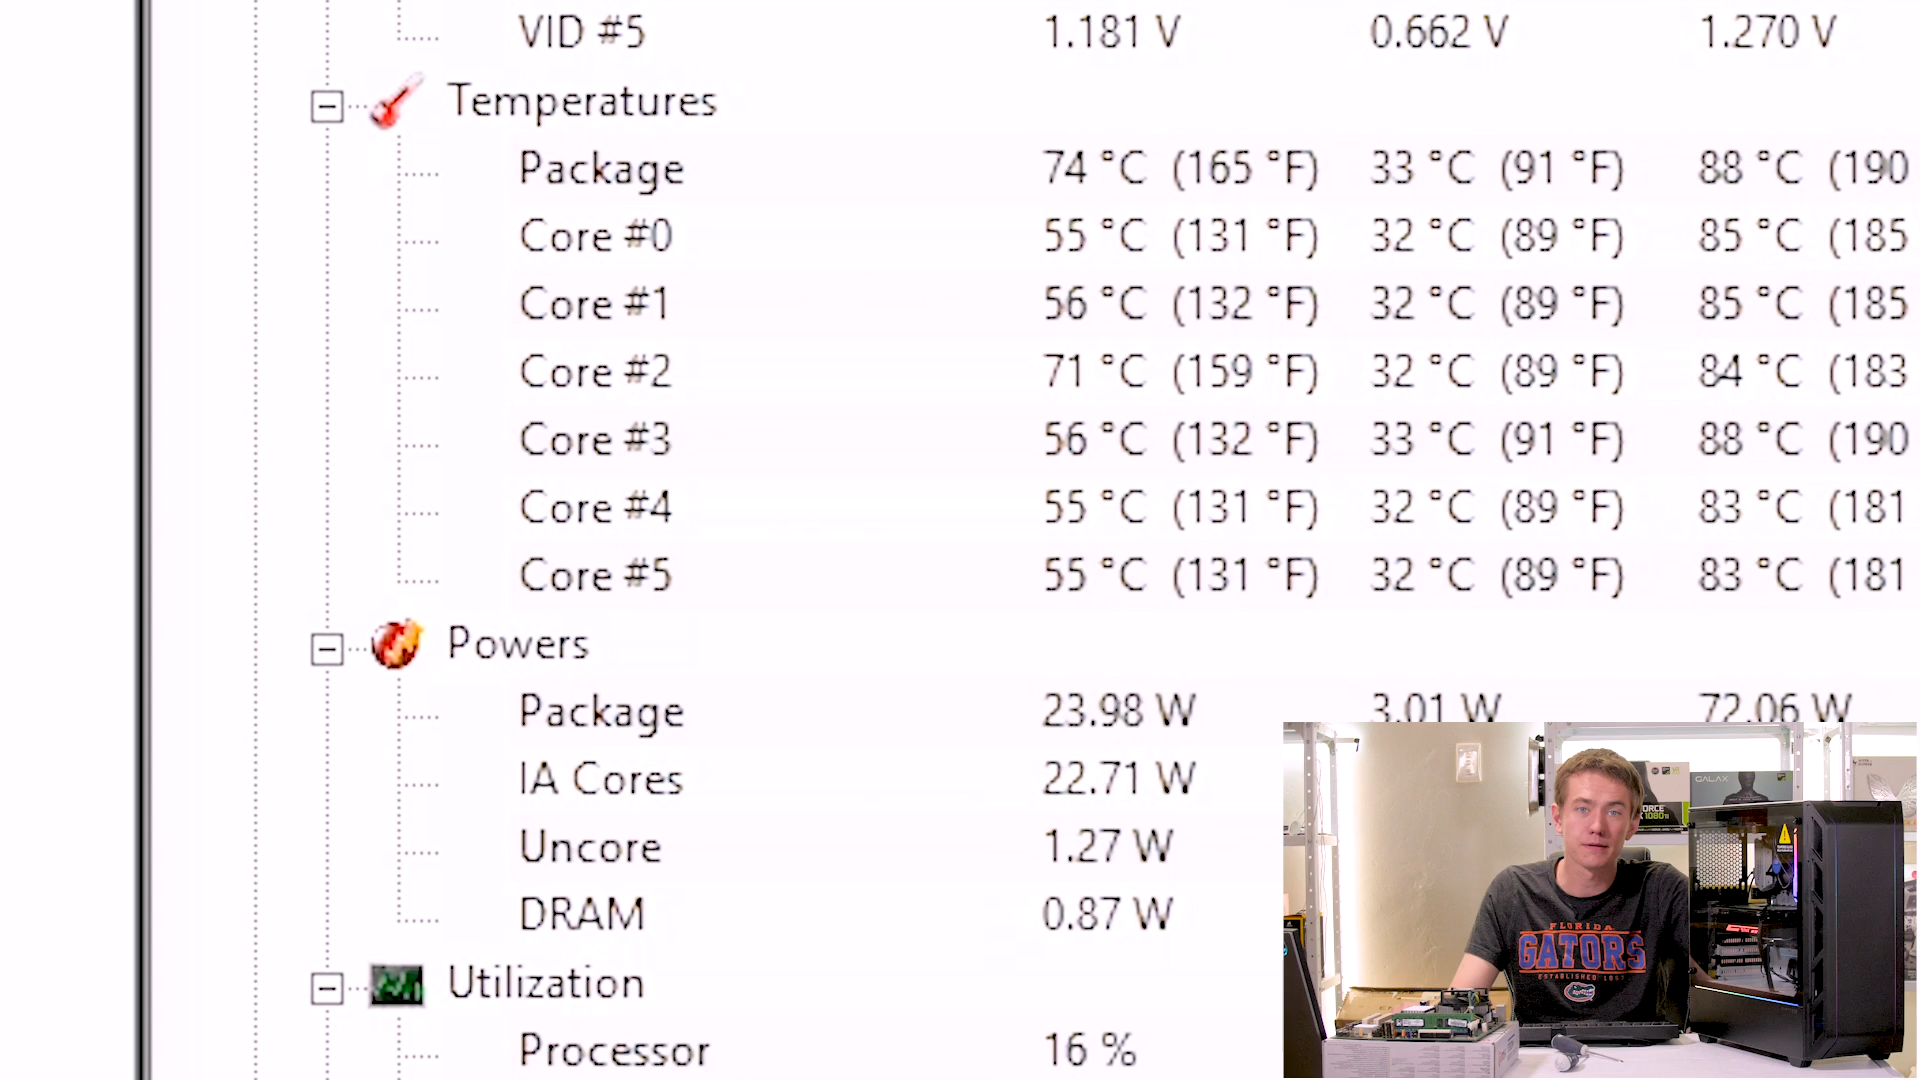 VID #5 1.181 V 0.662 V 1.270 V
Temperatures
Package 74 °C (165 °F) 33 °C (91 °F) 88 °C (190
Core #0 55 °C (131 °F) 32 °C (89 °F) 85 °C (185
Core #1 56 °C (132 °F) 32 °C (89 °F) 85 °C (185
Core #2 71 °C (159 °F) 32 °C (89 °F) 84 °C (183
Core #3 56 °C (132 °F) 33 °C (91 °F) 88 °C (190
Core #4 55 °C (131 °F) 32 °C (89 °F) 83 °C (181
Core #5 55 °C (131 °F) 32 °C (89 °F) 83 °C (181
Powers
Package 23.98 W 3.01 W 72.06 W
IA Cores 22.71 W
Uncore 1.27 W
DRAM 0.87 W
Utilization
Processor 16 %
GALAX
1080 Ti
FLORIDA
GATORS
ESTABLISHED